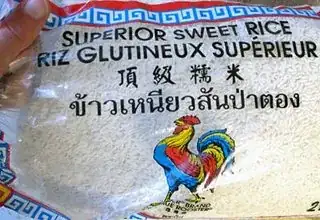 SUPERIOR SWEET RICE
RIZ GLUTINEUX SUPÉRIEUR
頂級糯米
ข้าวเหนียวสันป่าตอง
BRAND